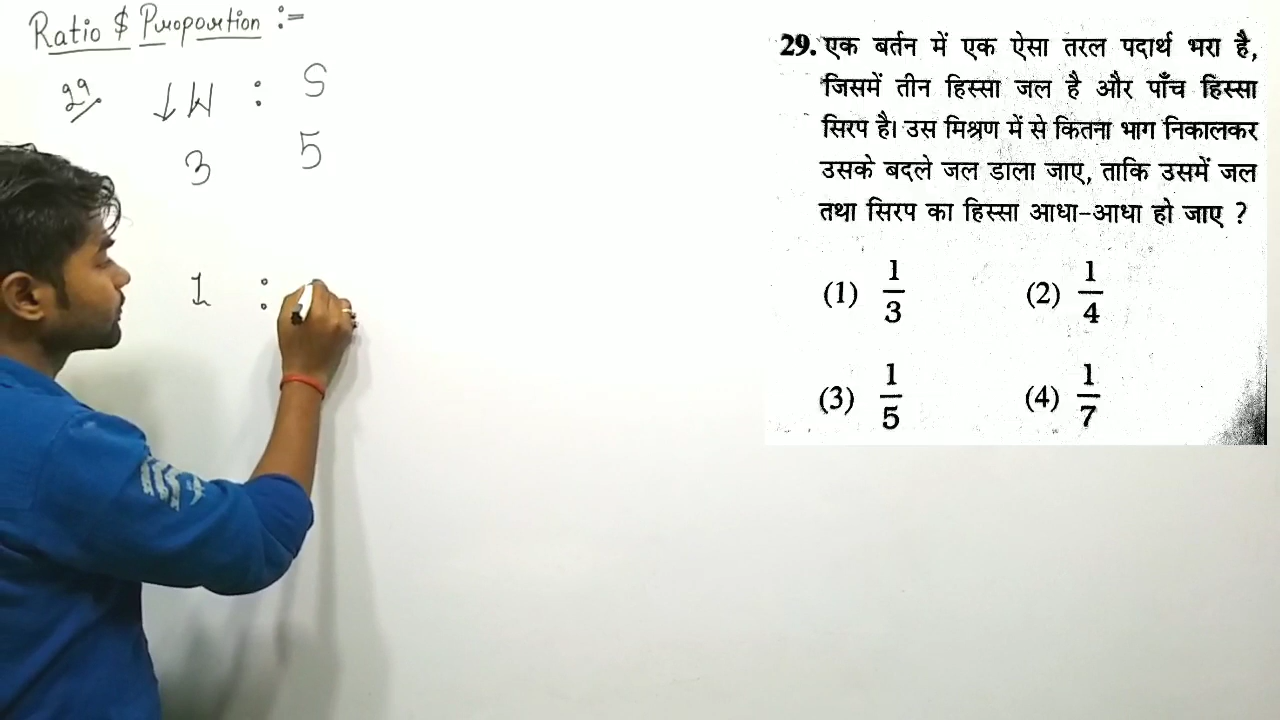 Ratio $ Proportion :-
29. ↓W : S
3 5
1 :
29. एक बर्तन में एक ऐसा तरल पदार्थ भरा है,
जिसमें तीन हिस्सा जल है और पाँच हिस्सा
सिरप है। उस मिश्रण में से कितना भाग निकालकर
उसके बदले जल डाला जाए, ताकि उसमें जल
तथा सिरप का हिस्सा आधा-आधा हो जाए ?
(1) 1/3 (2) 1/4
(3) 1/5 (4) 1/7